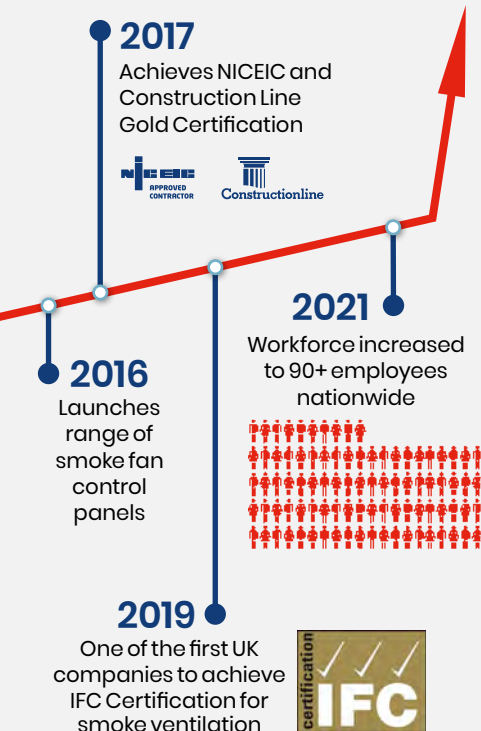 2017
Achieves NICEIC and
Construction Line
Gold Certification
NICEIC
APPROVED
CONTRACTOR
Constructionline
2021
Workforce increased
to 90+ employees
nationwide
2016
Launches
range of
smoke fan
control
panels
2019
One of the first UK
companies to achieve
IFC Certification for
smoke ventilation
certification
IFC